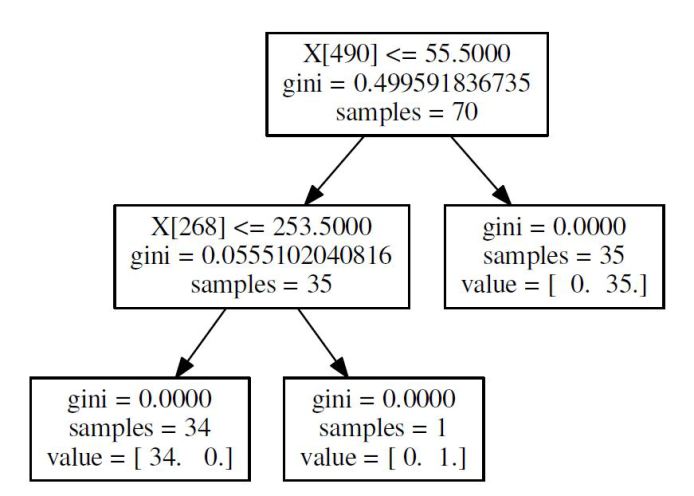 X[490] <= 55.5000
gini = 0.499591836735
samples = 70
X[268] <= 253.5000
gini = 0.0555102040816
samples = 35
gini = 0.0000
samples = 35
value = [  0.  35.]
gini = 0.0000
samples = 34
value = [ 34.   0.]
gini = 0.0000
samples = 1
value = [ 0.  1.]